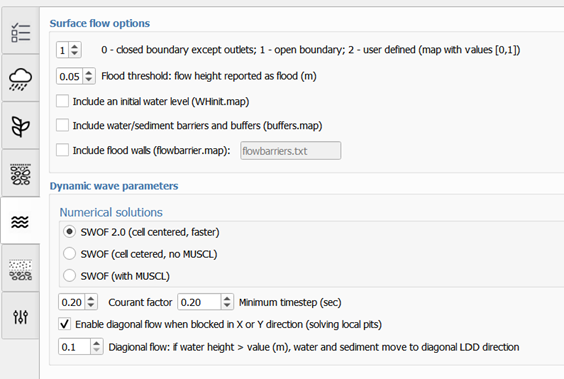 Surface flow options
1 0 - closed boundary except outlets; 1 - open boundary; 2 - user defined (map with values [0,1])
0.05 Flood threshold: flow height reported as flood (m)
Include an initial water level (WHinit.map)
Include water/sediment barriers and buffers (buffers.map)
Include flood walls (flowbarrier.map): flowbarriers.txt
Dynamic wave parameters
Numerical solutions
SWOF 2.0 (cell centered, faster)
SWOF (cell cetered, no MUSCL)
SWOF (with MUSCL)
0.20 Courant factor 0.20 Minimum timestep (sec)
Enable diagonal flow when blocked in X or Y direction (solving local pits)
0.1 Diagional flow: if water height > value (m), water and sediment move to diagonal LDD direction